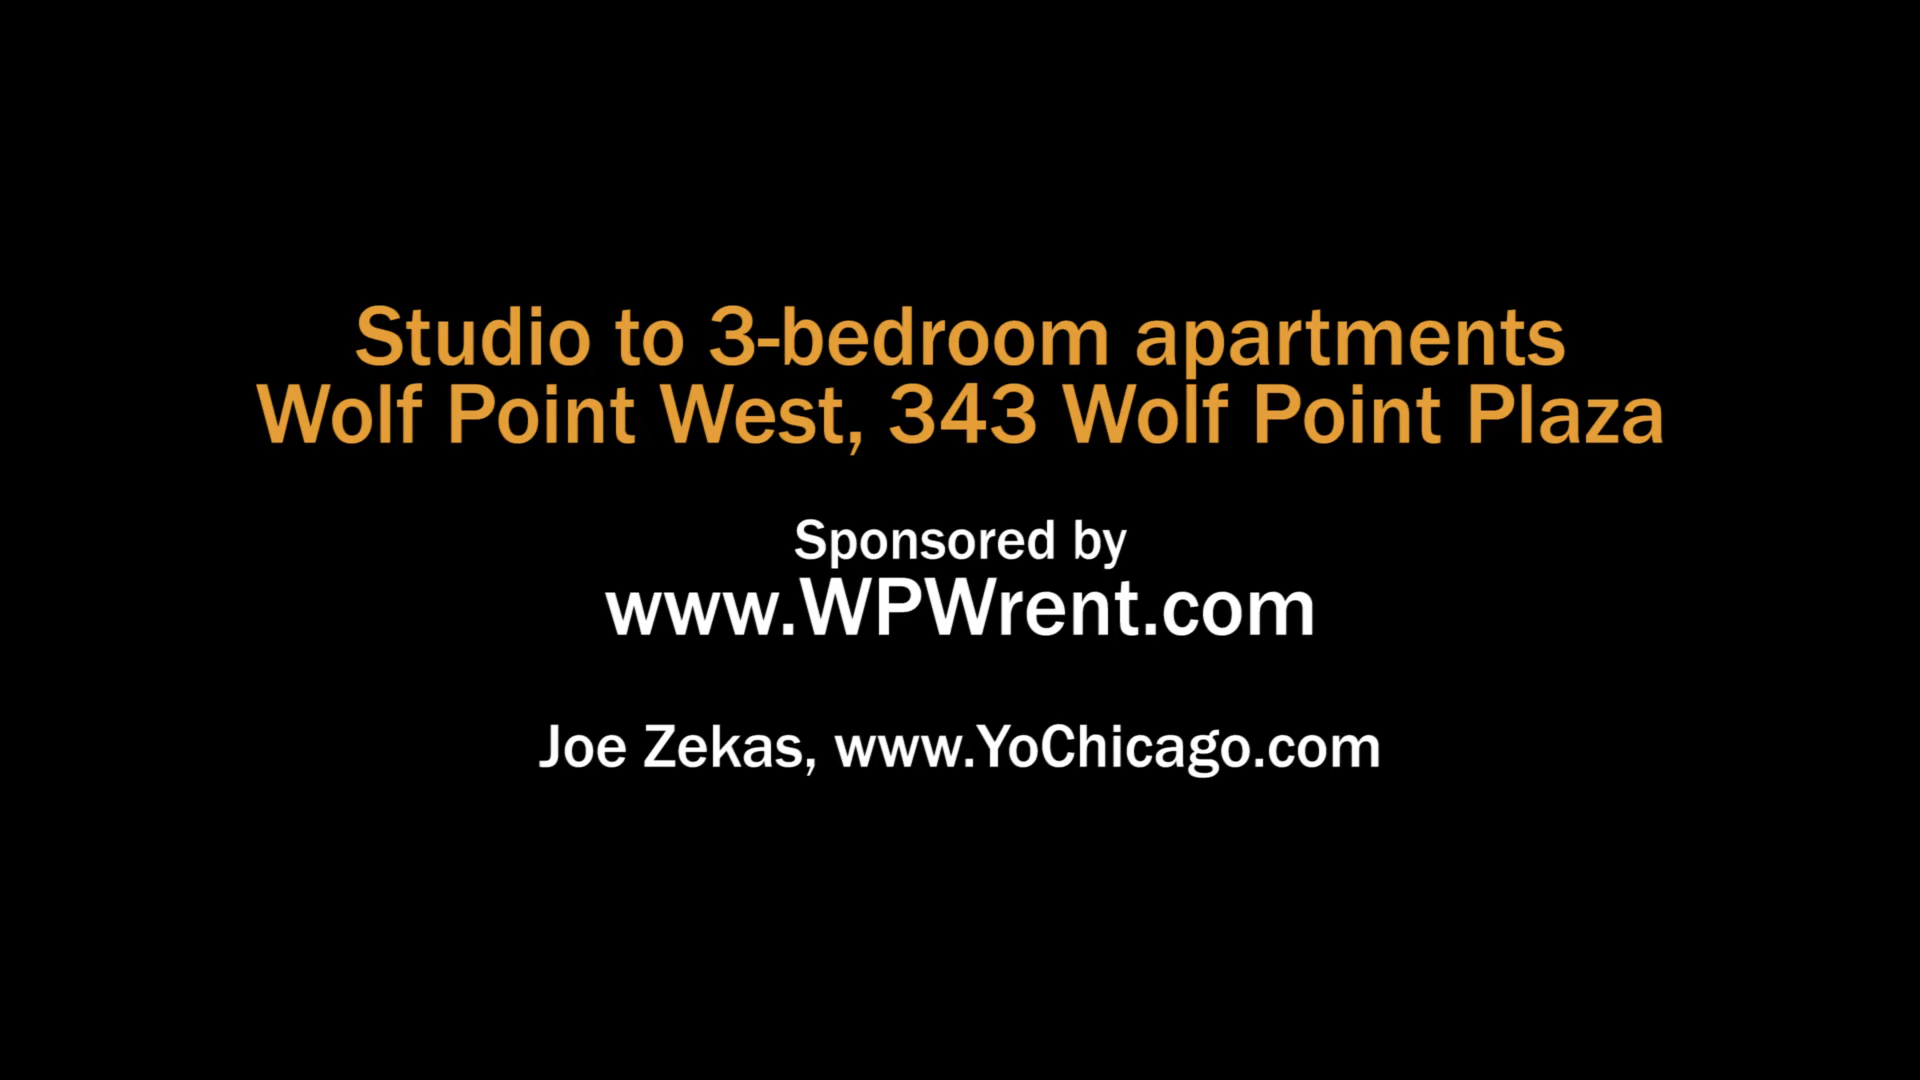 Studio to 3-bedroom apartments
Wolf Point West, 343 Wolf Point Plaza
Sponsored by
www.WPWrent.com
Joe Zekas, www.YoChicago.com